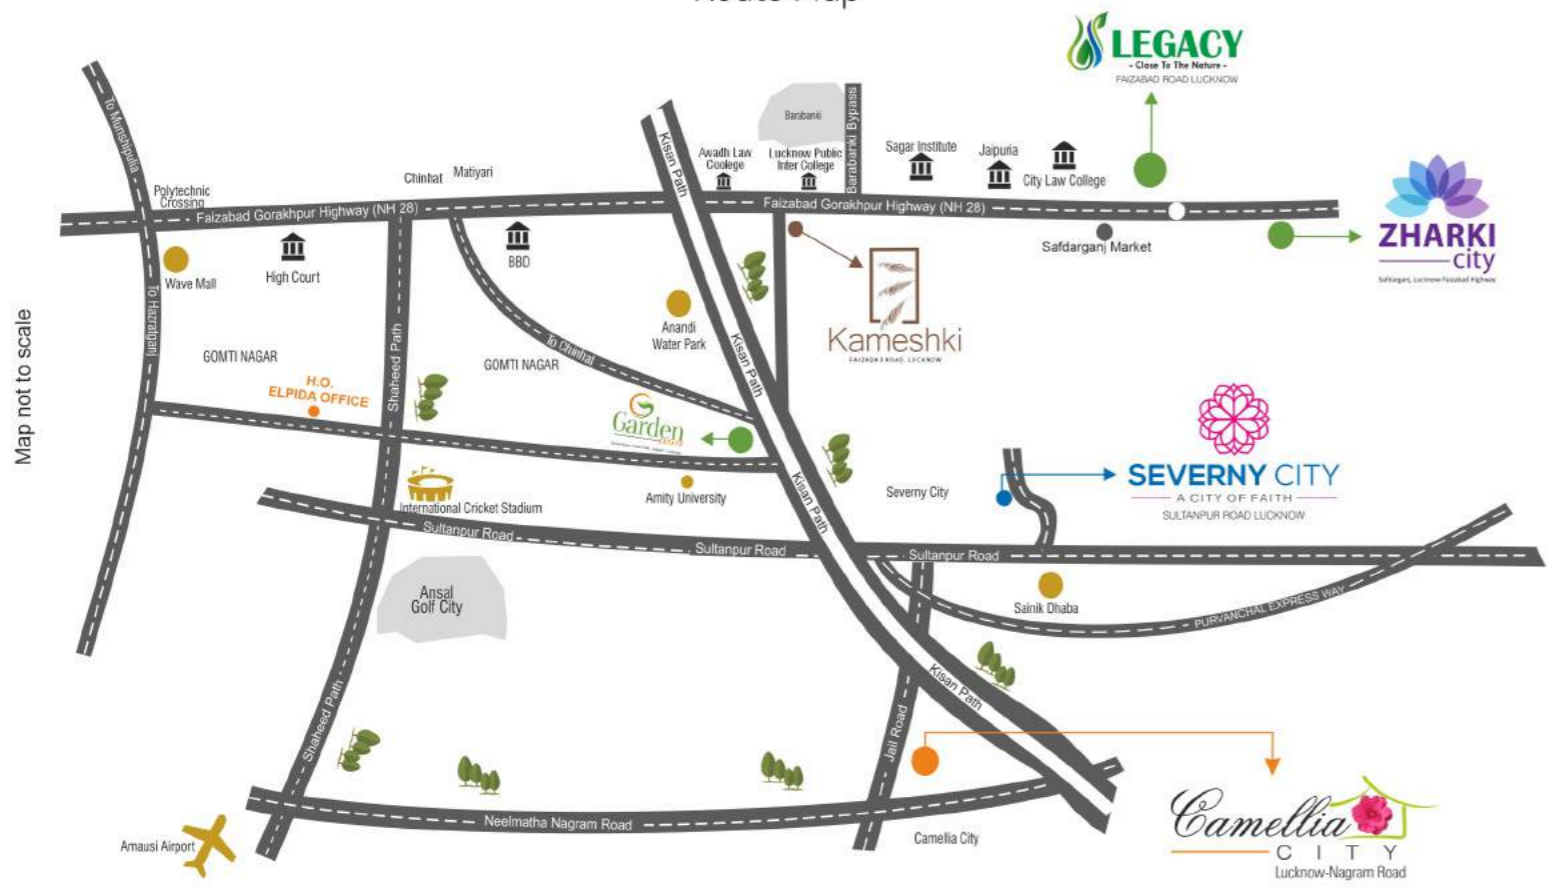 Route Map
LEGACY
- Close To The Nature -
FAIZABAD ROAD LUCKNOW
To Munshipulia
Kisan Path
Barabanki
Barabanki Bypass
Awadh Law
Coolege
Lucknow Public
Inter College
Sagar Institute
Jaipuria
City Law College
Chinhat
Matiyari
Polytechnic
Crossing
Faizabad Gorakhpur Highway (NH 28)
Faizabad Gorakhpur Highway (NH 28)
ZHARKI
city
Safdarganj, Lucknow-Faizabad Highway
Safdarganj Market
Wave Mall
High Court
BBD
To Hazratganj
Shaheed Path
Anandi
Water Park
Kisan Path
Kameshki
FAIZABAD ROAD, LUCKNOW
Map not to scale
GOMTI NAGAR
GOMTI NAGAR
To Chinhat
H.O.
ELPIDA OFFICE
Garden
ESTATE
SEVERNY CITY
A CITY OF FAITH
SULTANPUR ROAD LUCKNOW
International Cricket Stadium
Amity University
Kisan Path
Severny City
Sultanpur Road
Sultanpur Road
Sultanpur Road
Ansal
Golf City
Sainik Dhaba
PURVANCHAL EXPRESS WAY
Shaheed Path
Kisan Path
Jail Road
Neelmatha Nagram Road
Amausi Airport
Camellia City
Camellia
CITY
Lucknow-Nagram Road